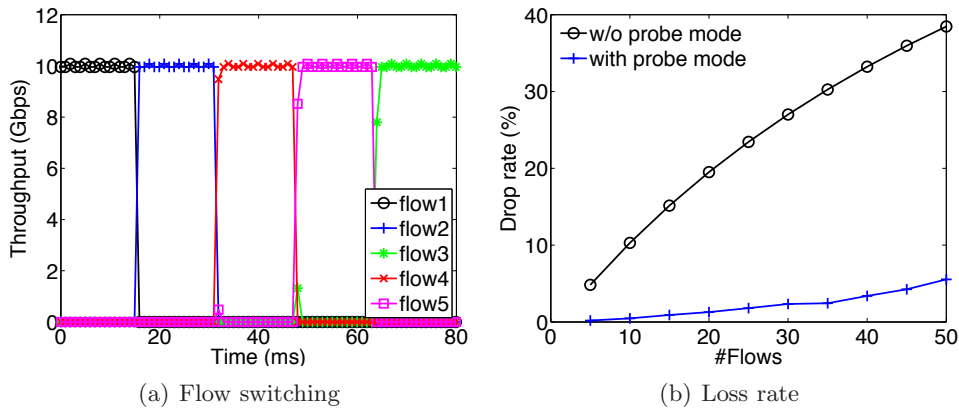 12
10
8
6
4
2
0
Throughput (Gbps)
0 20 40 60 80
Time (ms)
flow1
flow2
flow3
flow4
flow5
(a) Flow switching
40
30
20
10
0
Drop rate (%)
w/o probe mode
with probe mode
0 10 20 30 40 50
#Flows
(b) Loss rate